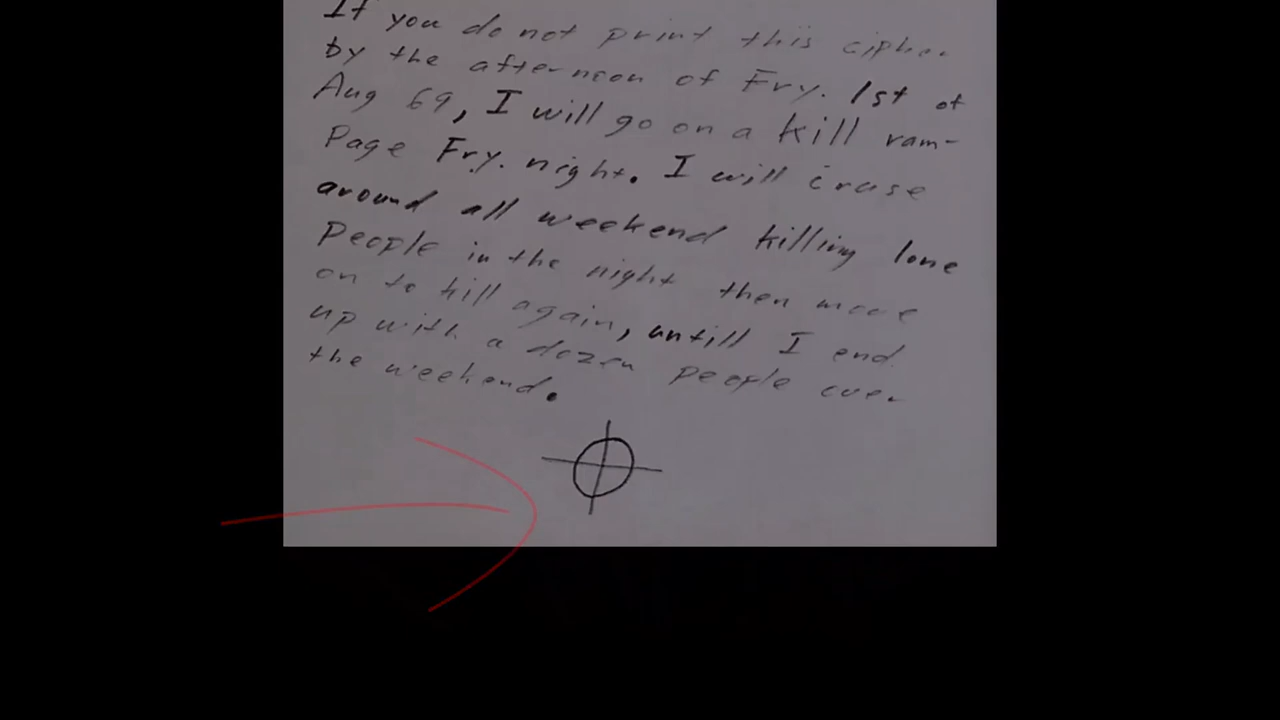 If you do not print this cipher
by the afternoon of Fry. 1st of
Aug 69, I will go on a kill ram-
Page Fry. night. I will cruse
around all weekend killing lone
People in the night then move
on to kill again, untill I end
up with a dozen people over
the weekend.